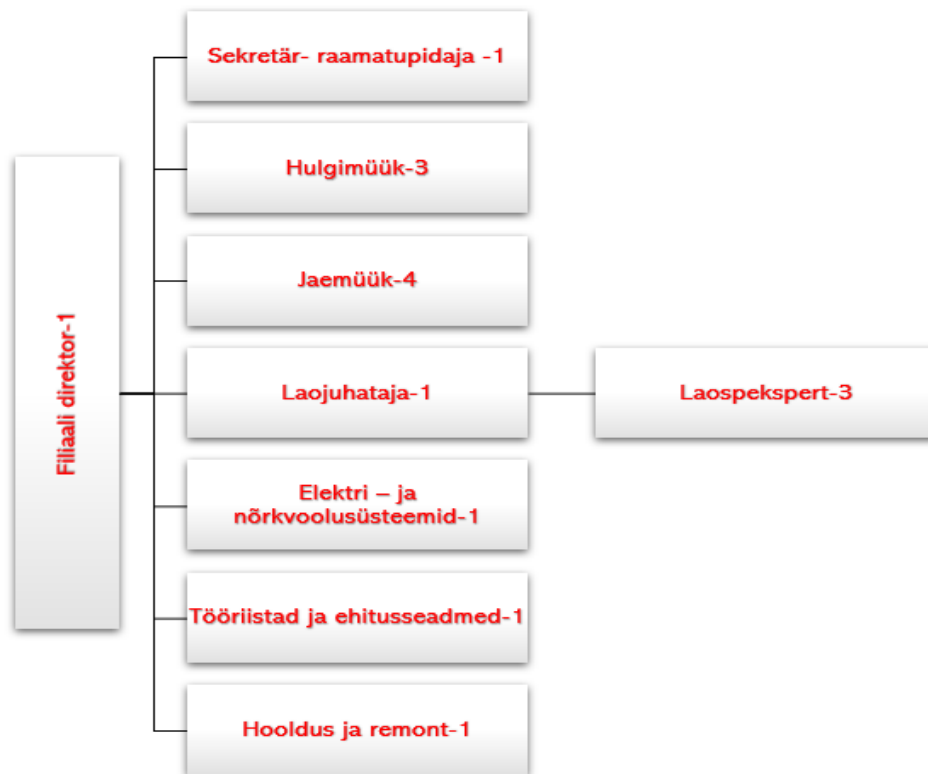 Sekretär- raamatupidaja -1
Hulgimüük-3
Jaemüük-4
Filiaali direktor-1
Laojuhataja-1
Laospekspert-3
Elektri – ja
nõrkvoolusüsteemid-1
Tööriistad ja ehitusseadmed-1
Hooldus ja remont-1